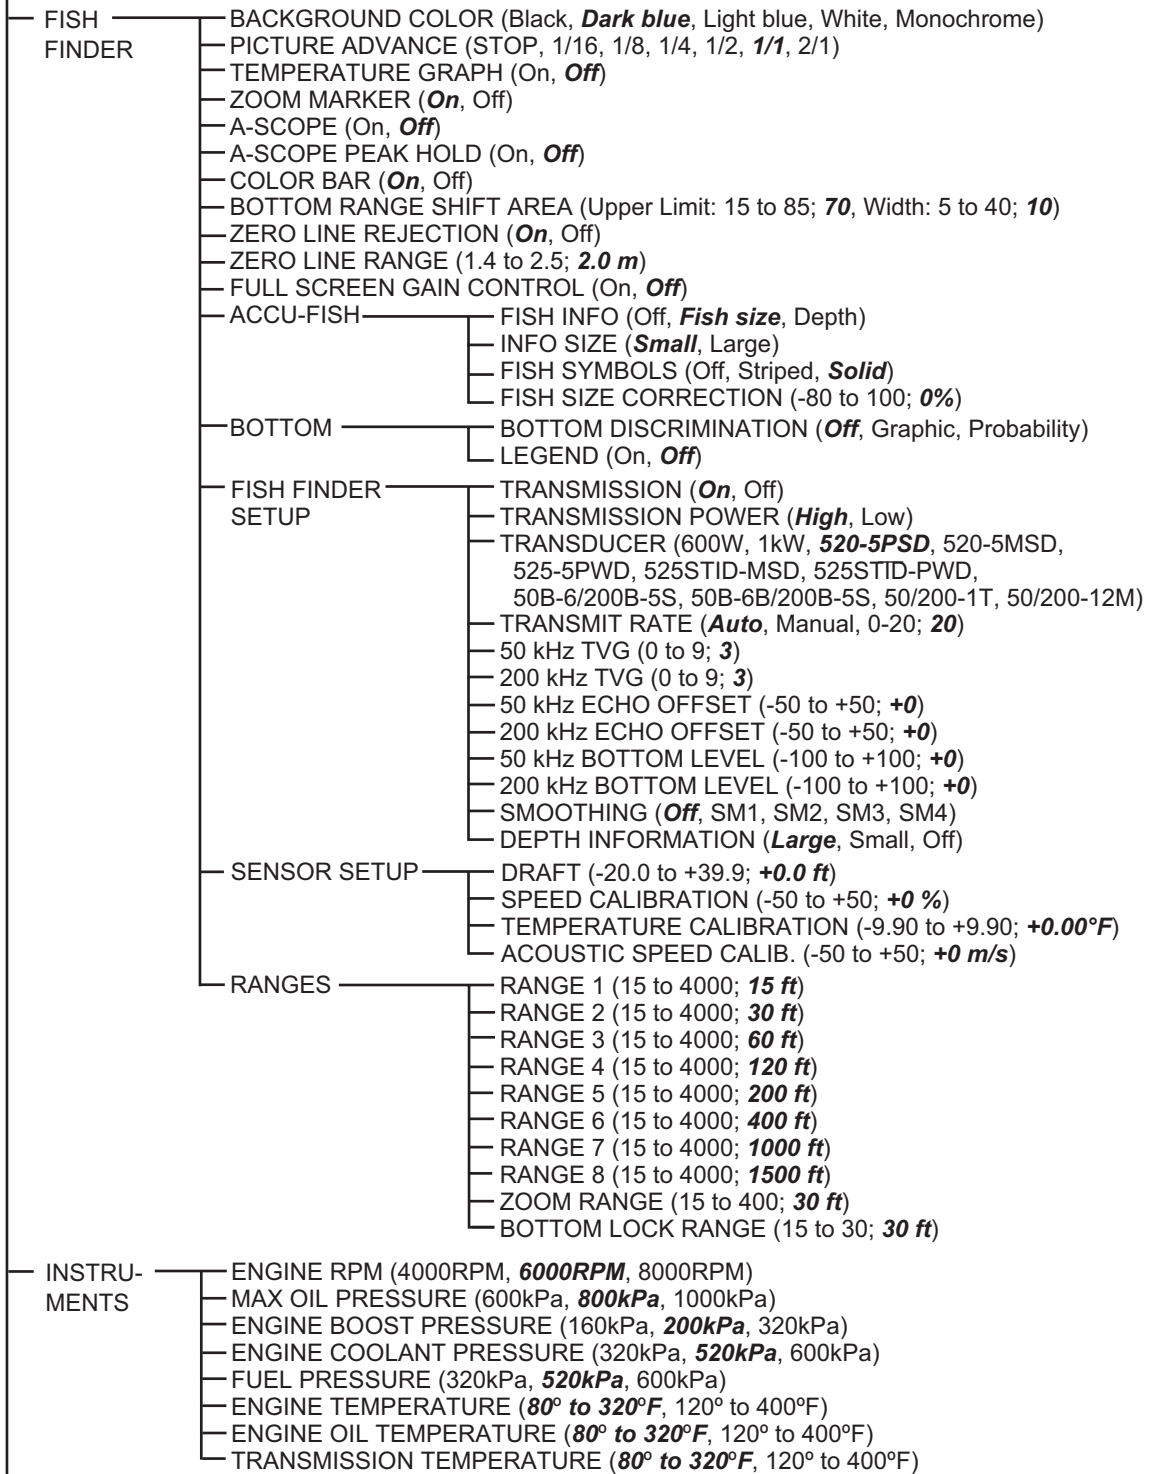 FISH FINDER
BACKGROUND COLOR (Black, Dark blue, Light blue, White, Monochrome)
PICTURE ADVANCE (STOP, 1/16, 1/8, 1/4, 1/2, 1/1, 2/1)
TEMPERATURE GRAPH (On, Off)
ZOOM MARKER (On, Off)
A-SCOPE (On, Off)
A-SCOPE PEAK HOLD (On, Off)
COLOR BAR (On, Off)
BOTTOM RANGE SHIFT AREA (Upper Limit: 15 to 85; 70, Width: 5 to 40; 10)
ZERO LINE REJECTION (On, Off)
ZERO LINE RANGE (1.4 to 2.5; 2.0 m)
FULL SCREEN GAIN CONTROL (On, Off)
ACCU-FISH
FISH INFO (Off, Fish size, Depth)
INFO SIZE (Small, Large)
FISH SYMBOLS (Off, Striped, Solid)
FISH SIZE CORRECTION (-80 to 100; 0%)
BOTTOM
BOTTOM DISCRIMINATION (Off, Graphic, Probability)
LEGEND (On, Off)
FISH FINDER
SETUP
TRANSMISSION (On, Off)
TRANSMISSION POWER (High, Low)
TRANSDUCER (600W, 1kW, 520-5PSD, 520-5MSD,
525-5PWD, 525STID-MSD, 525STID-PWD,
50B-6/200B-5S, 50B-6B/200B-5S, 50/200-1T, 50/200-12M)
TRANSMIT RATE (Auto, Manual, 0-20; 20)
50 kHz TVG (0 to 9; 3)
200 kHz TVG (0 to 9; 3)
50 kHz ECHO OFFSET (-50 to +50; +0)
200 kHz ECHO OFFSET (-50 to +50; +0)
50 kHz BOTTOM LEVEL (-100 to +100; +0)
200 kHz BOTTOM LEVEL (-100 to +100; +0)
SMOOTHING (Off, SM1, SM2, SM3, SM4)
DEPTH INFORMATION (Large, Small, Off)
SENSOR SETUP
DRAFT (-20.0 to +39.9; +0.0 ft)
SPEED CALIBRATION (-50 to +50; +0 %)
TEMPERATURE CALIBRATION (-9.90 to +9.90; +0.00°F)
ACOUSTIC SPEED CALIB. (-50 to +50; +0 m/s)
RANGES
RANGE 1 (15 to 4000; 15 ft)
RANGE 2 (15 to 4000; 30 ft)
RANGE 3 (15 to 4000; 60 ft)
RANGE 4 (15 to 4000; 120 ft)
RANGE 5 (15 to 4000; 200 ft)
RANGE 6 (15 to 4000; 400 ft)
RANGE 7 (15 to 4000; 1000 ft)
RANGE 8 (15 to 4000; 1500 ft)
ZOOM RANGE (15 to 400; 30 ft)
BOTTOM LOCK RANGE (15 to 30; 30 ft)
INSTRU-
MENTS
ENGINE RPM (4000RPM, 6000RPM, 8000RPM)
MAX OIL PRESSURE (600kPa, 800kPa, 1000kPa)
ENGINE BOOST PRESSURE (160kPa, 200kPa, 320kPa)
ENGINE COOLANT PRESSURE (320kPa, 520kPa, 600kPa)
FUEL PRESSURE (320kPa, 520kPa, 600kPa)
ENGINE TEMPERATURE (80º to 320ºF, 120º to 400ºF)
ENGINE OIL TEMPERATURE (80º to 320ºF, 120º to 400ºF)
TRANSMISSION TEMPERATURE (80º to 320ºF, 120º to 400ºF)